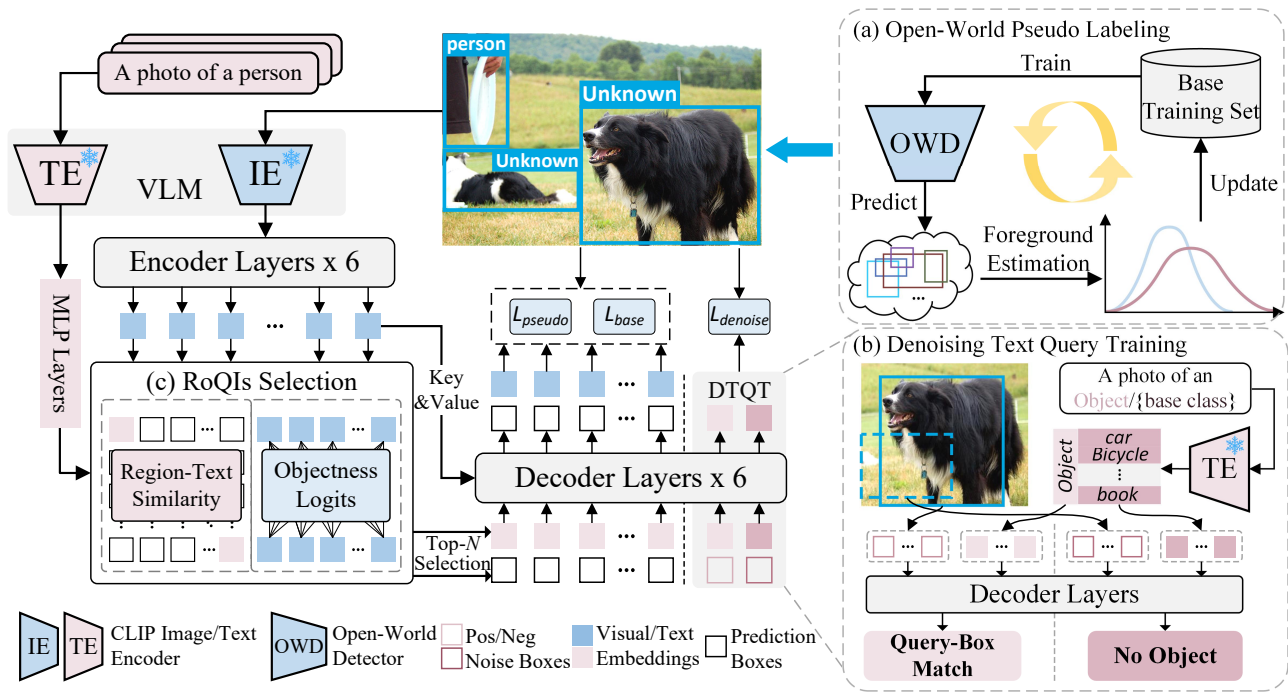 A photo of a person
TE
IE
VLM
MLP Layers
Encoder Layers x 6
...
(c) RoQIs Selection
...
...
Region-Text
Similarity
Objectness
Logits
...
...
Key
&Value
Top-N
Selection
person
Unknown
Unknown
L_pseudo
L_base
L_denoise
...
...
DTQT
Decoder Layers x 6
...
...
(a) Open-World Pseudo Labeling
Train
Base
Training Set
OWD
Predict
Update
Foreground
Estimation
...
(b) Denoising Text Query Training
A photo of an
Object/{base class}
Object
car
Bicycle
...
book
TE
... ... ... ...
Decoder Layers
Query-Box
Match
No Object
IE
TE
CLIP Image/Text
Encoder
OWD
Open-World
Detector
Pos/Neg
Noise Boxes
Visual/Text
Embeddings
Prediction
Boxes